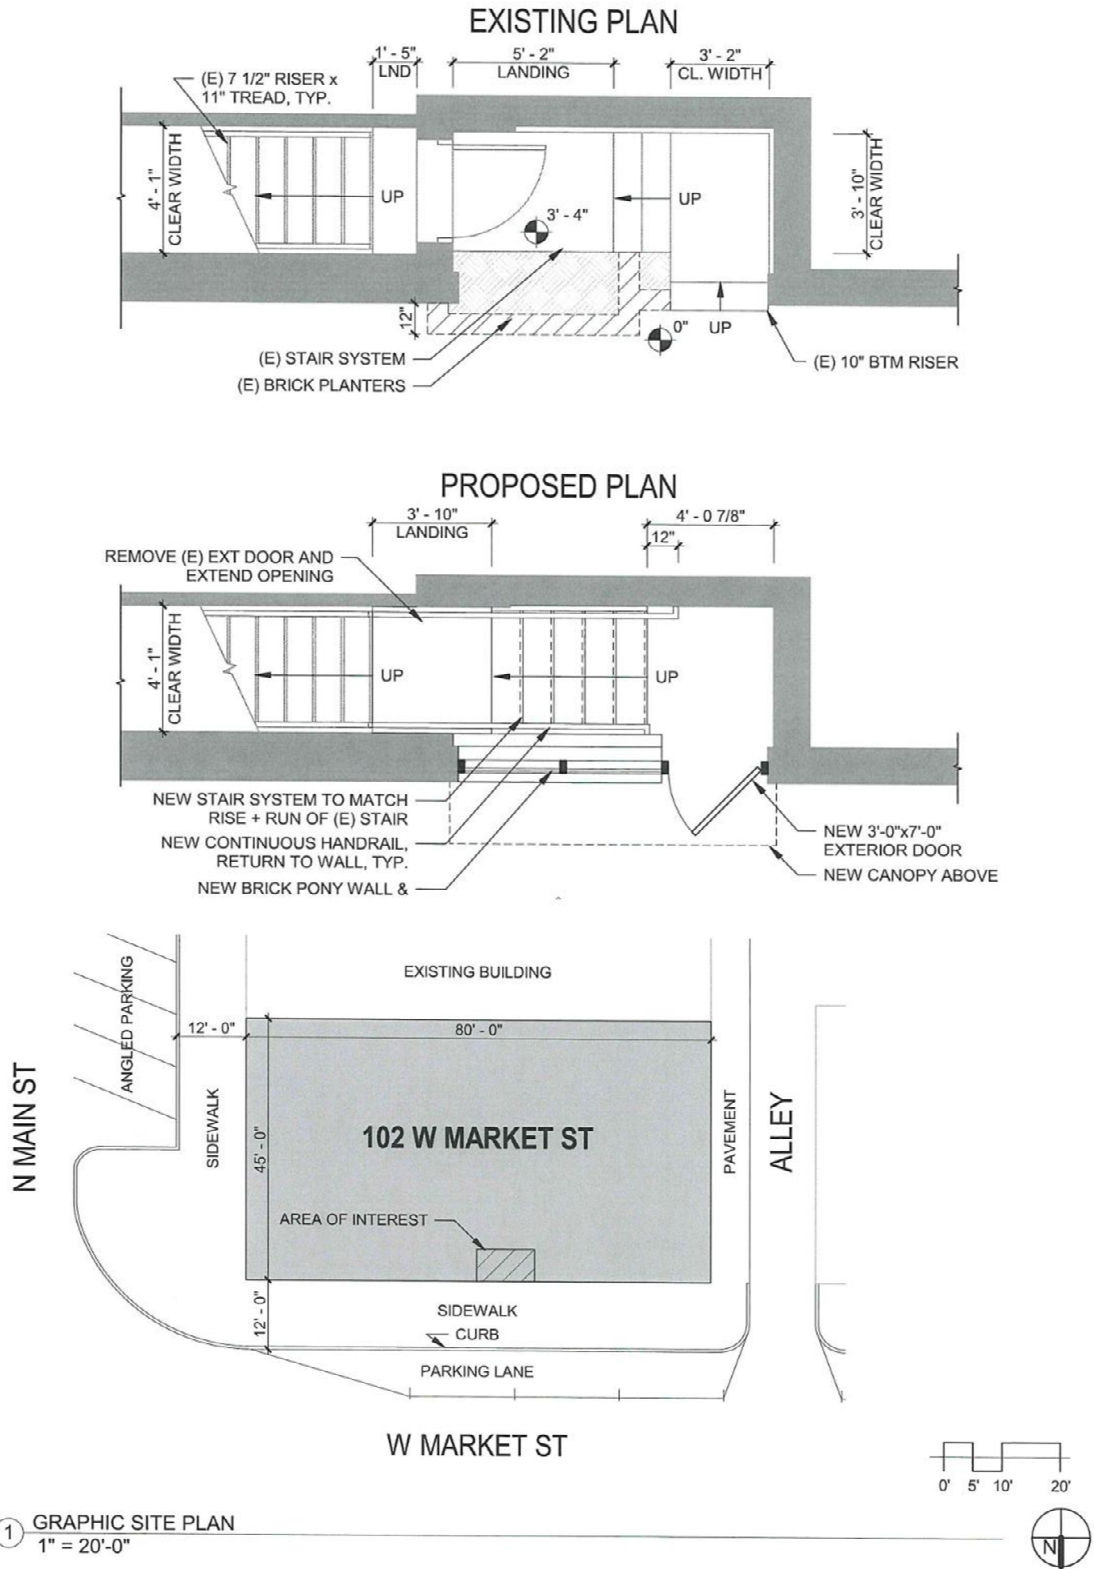 EXISTING PLAN
1' - 5"
LND
5' - 2"
LANDING
3' - 2"
CL. WIDTH
(E) 7 1/2" RISER x
11" TREAD, TYP.
4' - 1"
CLEAR WIDTH
UP
UP
3' - 10"
CLEAR WIDTH
3' - 4"
12"
0"
UP
(E) STAIR SYSTEM
(E) BRICK PLANTERS
(E) 10" BTM RISER
PROPOSED PLAN
3' - 10"
LANDING
4' - 0 7/8"
12"
REMOVE (E) EXT DOOR AND
EXTEND OPENING
4' - 1"
CLEAR WIDTH
UP
UP
NEW STAIR SYSTEM TO MATCH
RISE + RUN OF (E) STAIR
NEW CONTINUOUS HANDRAIL,
RETURN TO WALL, TYP.
NEW BRICK PONY WALL &
NEW 3'-0"x7'-0"
EXTERIOR DOOR
NEW CANOPY ABOVE
N MAIN ST
ANGLED PARKING
SIDEWALK
12' - 0"
EXISTING BUILDING
80' - 0"
45' - 0"
102 W MARKET ST
AREA OF INTEREST
PAVEMENT
ALLEY
12' - 0"
SIDEWALK
CURB
PARKING LANE
W MARKET ST
0' 5' 10' 20'
1 GRAPHIC SITE PLAN
1" = 20'-0"
N